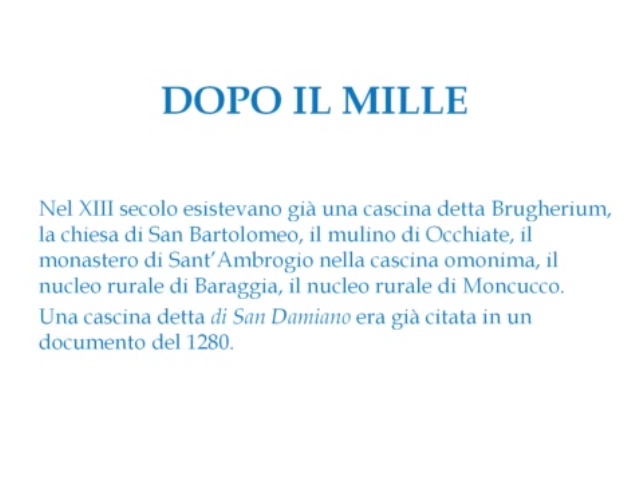 DOPO IL MILLE
Nel XIII secolo esistevano già una cascina detta Brugherium,
la chiesa di San Bartolomeo, il mulino di Occhiate, il
monastero di Sant'Ambrogio nella cascina omonima, il
nucleo rurale di Baraggia, il nucleo rurale di Moncucco.
Una cascina detta di San Damiano era già citata in un
documento del 1280.